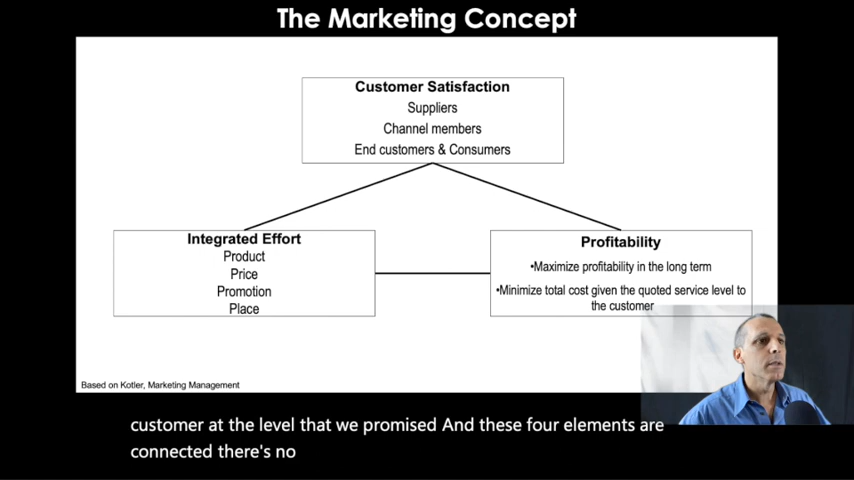 The Marketing Concept
Customer Satisfaction
Suppliers
Channel members
End customers & Consumers
Integrated Effort
Product
Price
Promotion
Place
Profitability
•Maximize profitability in the long term
•Minimize total cost given the quoted service level to
the customer
Based on Kotler, Marketing Management
customer at the level that we promised And these four elements are
connected there's no